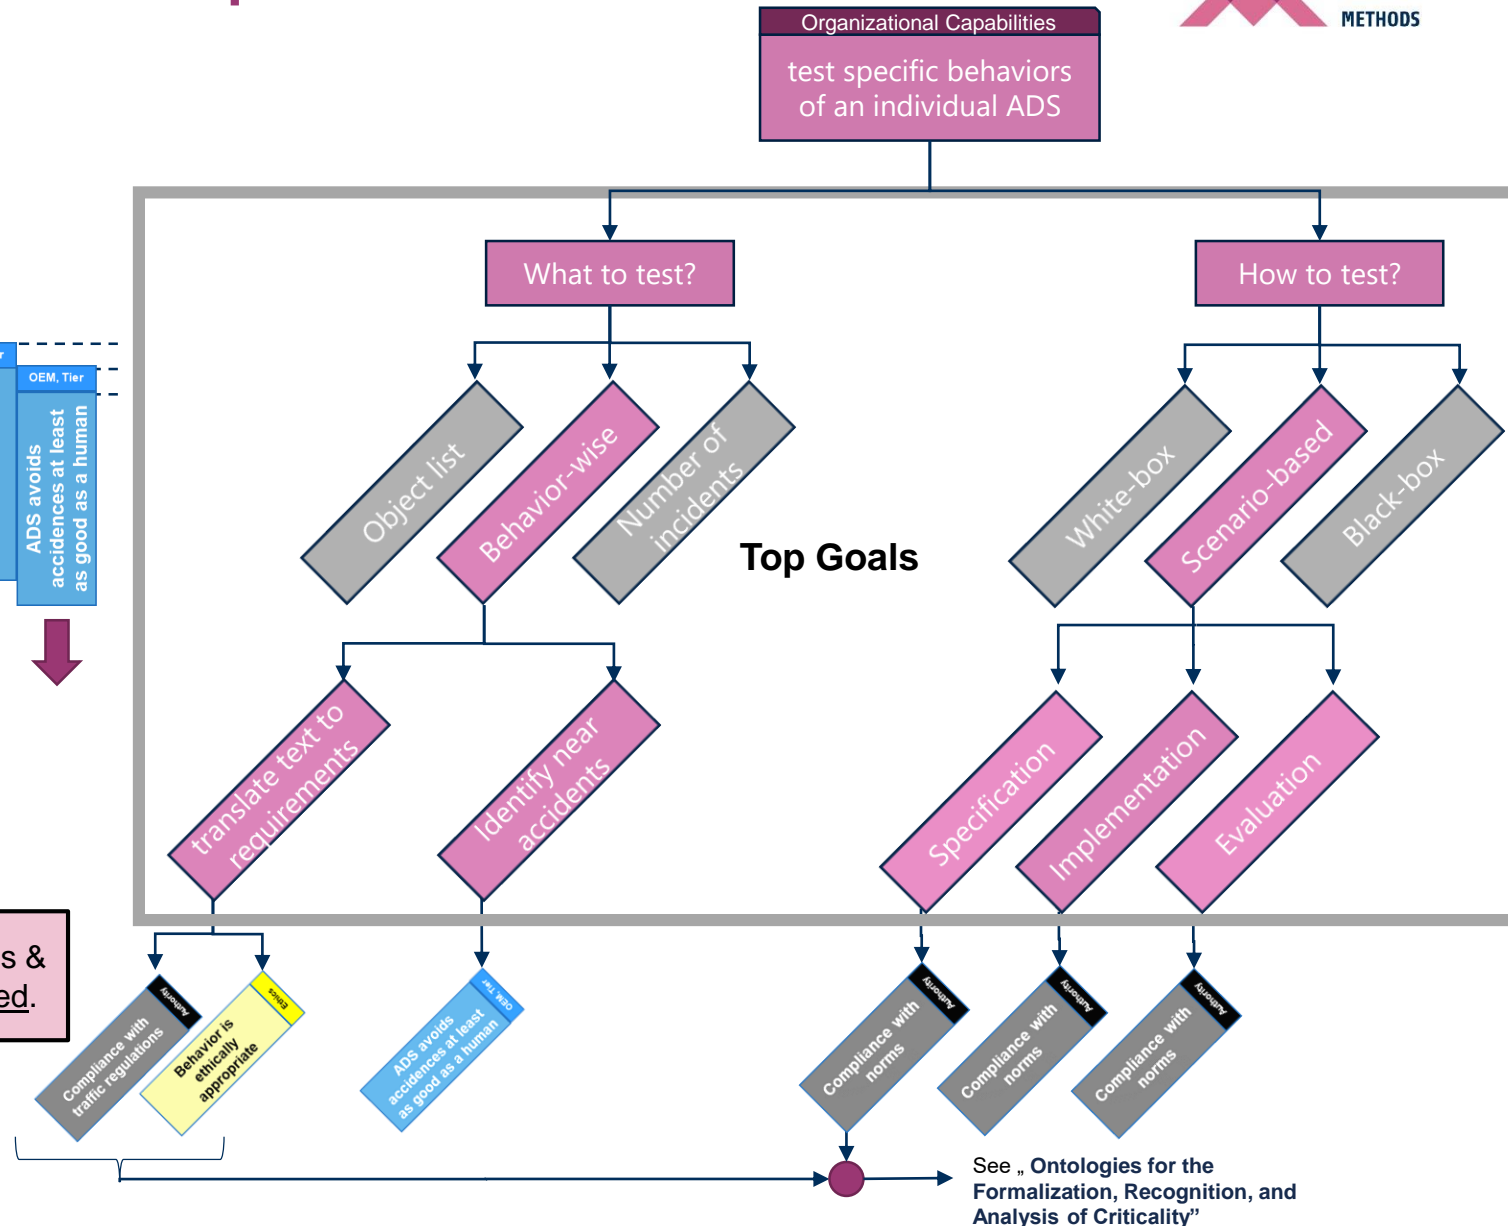 METHODS
Organizational Capabilities
test specific behaviors
of an individual ADS
What to test?
How to test?
r
OEM, Tier
ADS avoids
accidences at least
as good as a human
Object list
Behavior-wise
Number of
incidents
White-box
Scenario-based
Black-box
Top Goals
translate text to
requirements
Identify near
accidents
Specification
Implementation
Evaluation
s &
ed.
Authority
Compliance with
traffic regulations
Ethics
Behavior is
ethically
appropriate
OEM, Tier
ADS avoids
accidences at least
as good as a human
Authority
Compliance with
norms
Authority
Compliance with
norms
Authority
Compliance with
norms
See „ Ontologies for the
Formalization, Recognition, and
Analysis of Criticality”